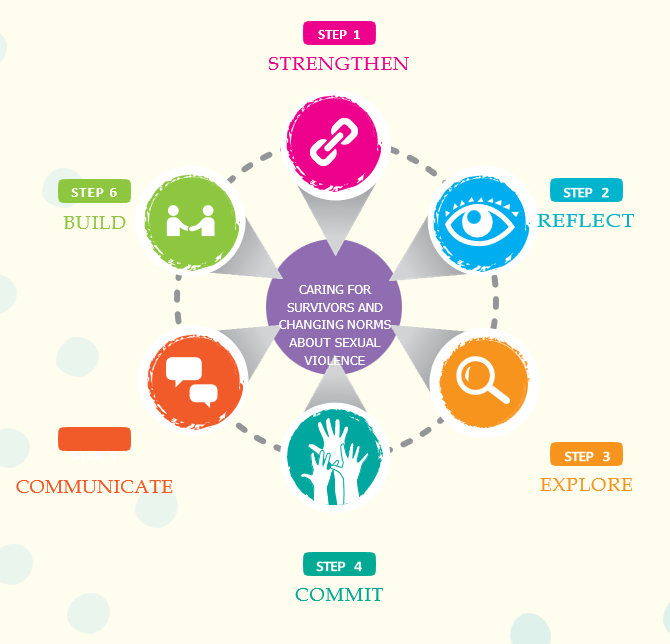 STEP 1
STRENGTHEN
STEP 2
REFLECT
STEP 3
EXPLORE
STEP 4
COMMIT
COMMUNICATE
STEP 6
BUILD
CARING FOR
SURVIVORS AND
CHANGING NORMS
ABOUT SEXUAL
VIOLENCE